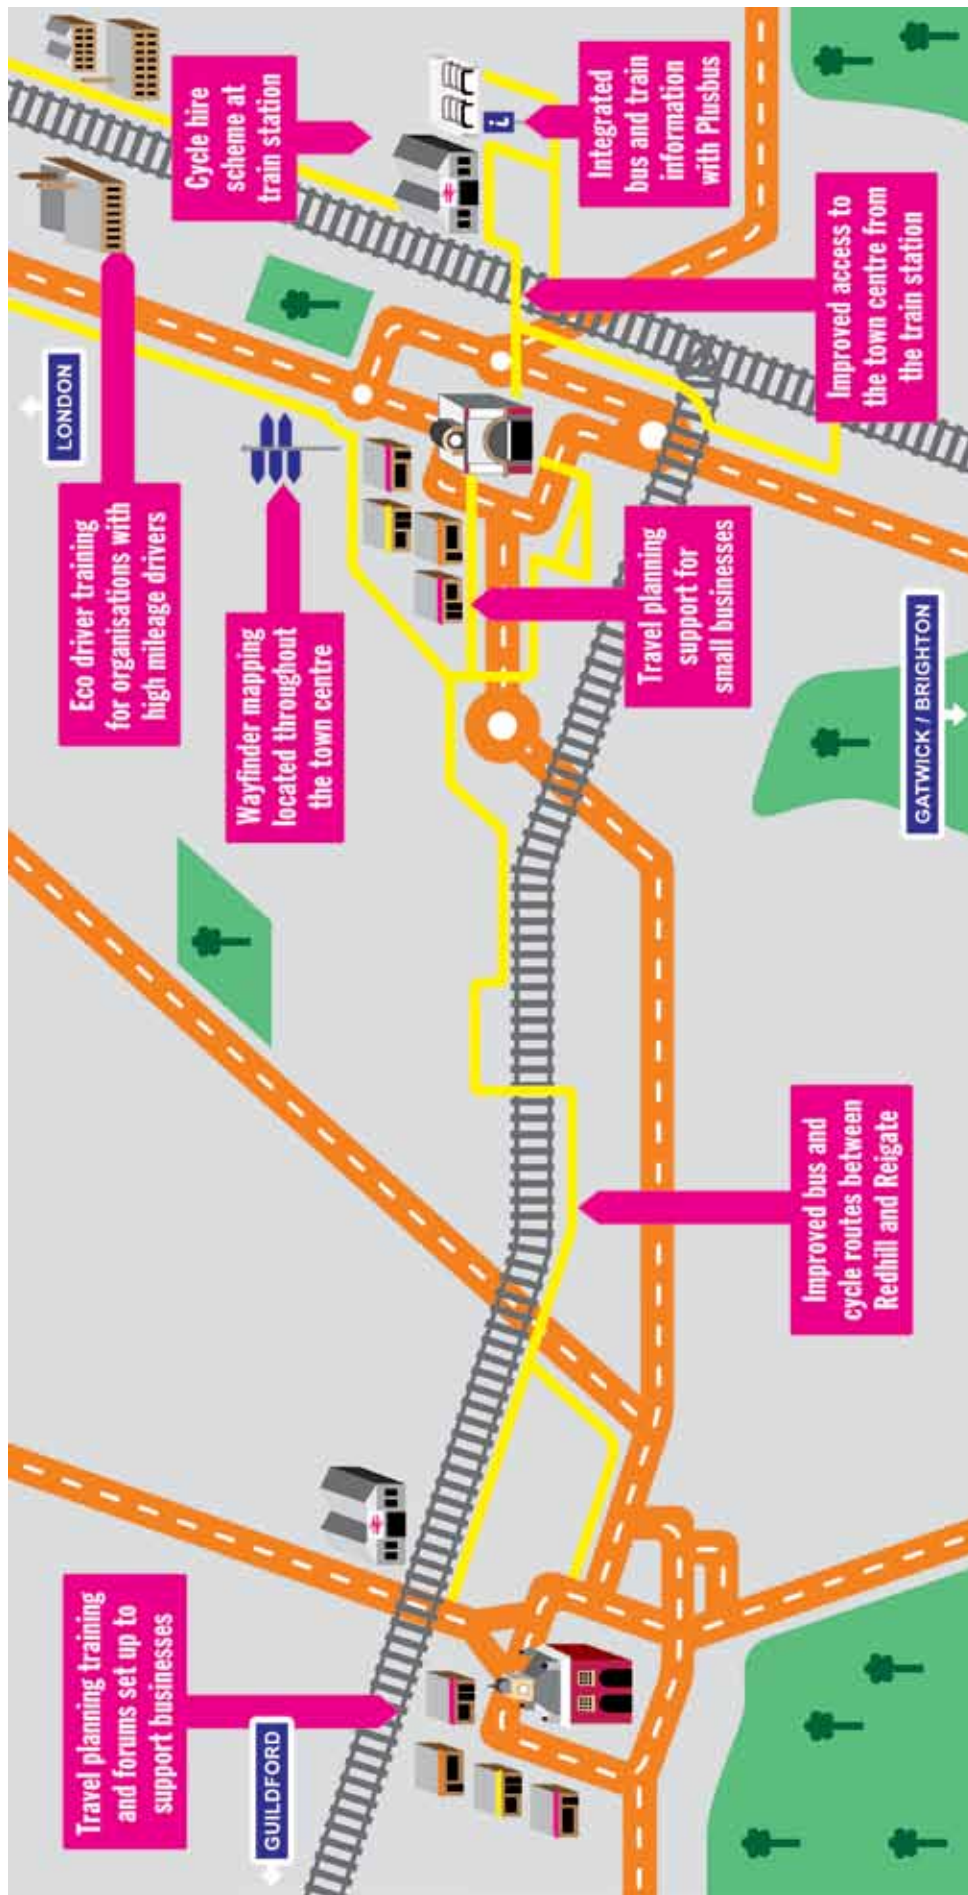 Travel planning training
and forums set up to
support businesses
GUILDFORD
Eco driver training
for organisations with
high mileage drivers
LONDON
Wayfinder mapping
located throughout
the town centre
Cycle hire
scheme at
train station
i
Integrated
bus and train
information
with Plusbus
Travel planning
support for
small businesses
Improved access to
the town centre from
the train station
Improved bus and
cycle routes between
Redhill and Reigate
GATWICK / BRIGHTON